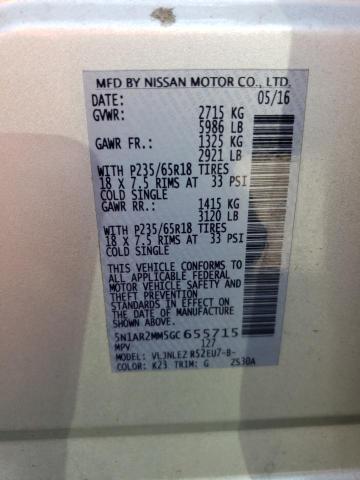 MFD BY NISSAN MOTOR CO., LTD.
DATE: 05/16
GVWR: 2715 KG
5986 LB
GAWR FR: 1325 KG
2921 LB
WITH P235/65R18 TIRES
18 X 7.5 RIMS AT 33 PSI
COLD SINGLE
GAWR RR: 1415 KG
3120 LB
WITH P235/65R18 TIRES
18 X 7.5 RIMS AT 33 PSI
COLD SINGLE
THIS VEHICLE CONFORMS TO
ALL APPLICABLE FEDERAL
MOTOR VEHICLE SAFETY AND
THEFT PREVENTION
STANDARDS IN EFFECT ON
THE DATE OF MANUFACTURE
SHOWN ABOVE.
5N1AR2MM5GC655715
MPV 127
MODEL: VLJNLEZ R52EU7-B-
COLOR: K23 TRIM: G ZS30A